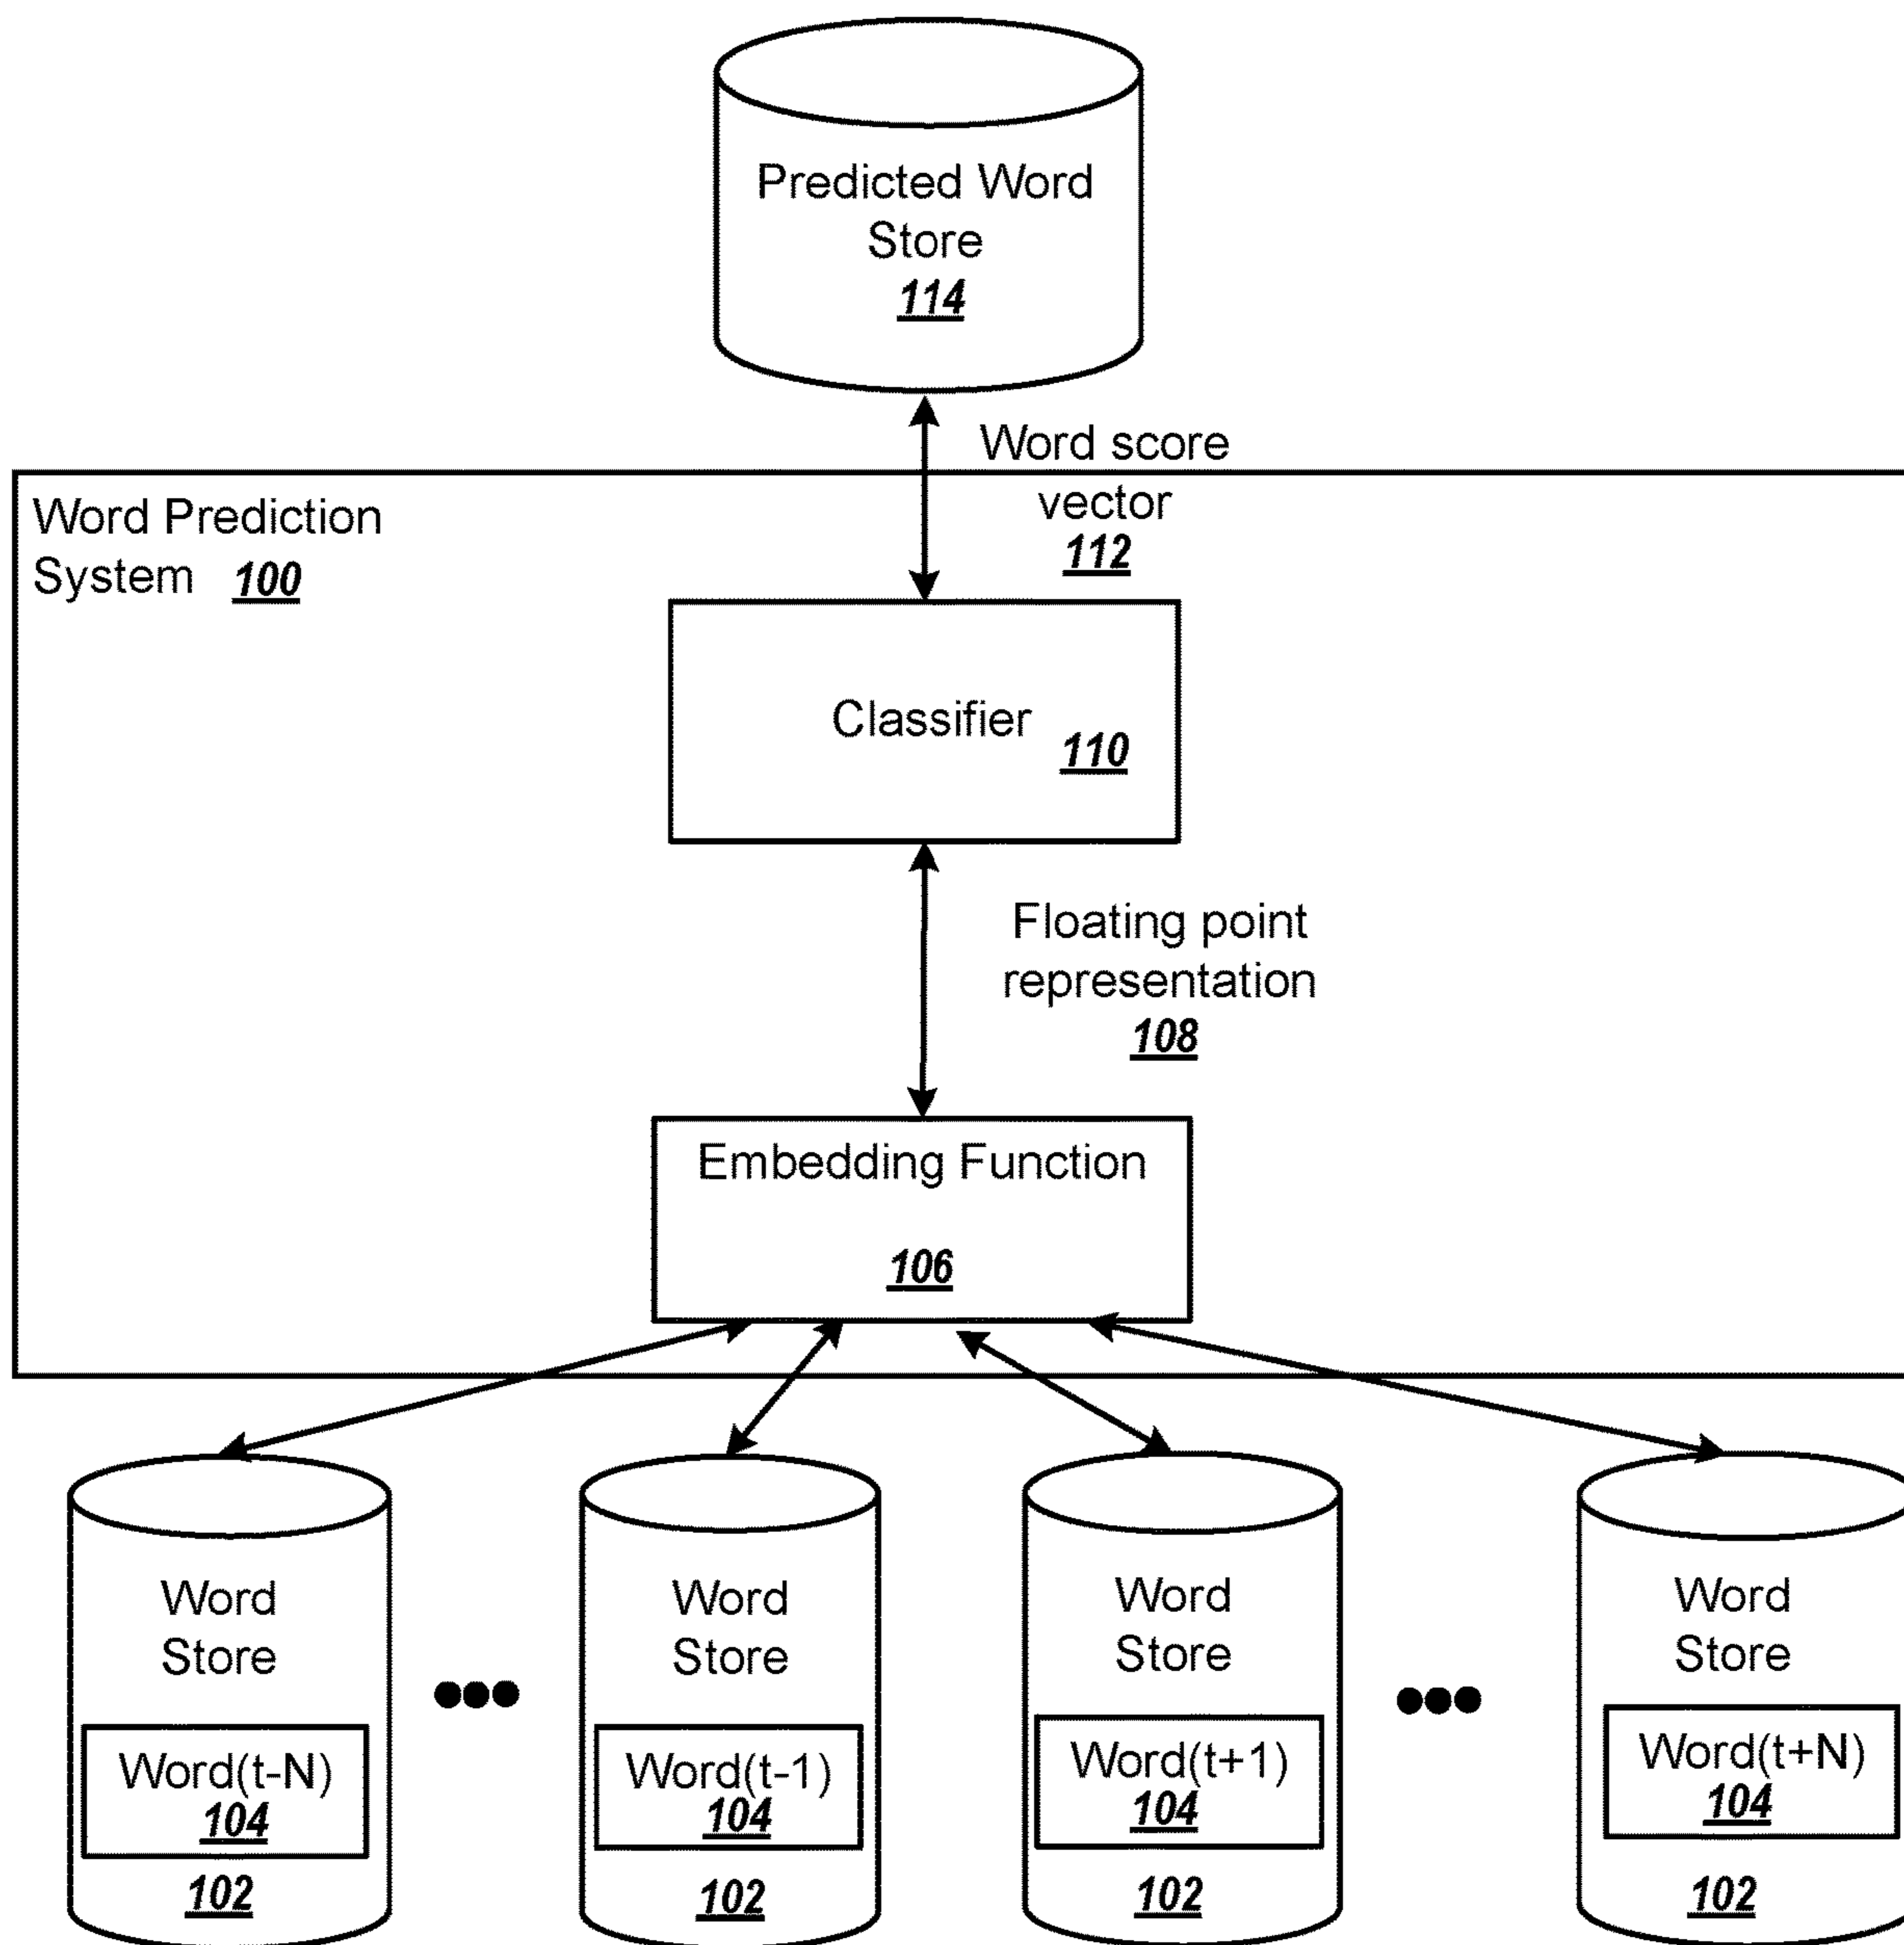 Predicted Word
Store
114
Word score
vector
112
Word Prediction
System 100
Classifier 110
Floating point
representation
108
Embedding Function
106
Word
Store
Word(t-N)
104
102
Word
Store
Word(t-1)
104
102
Word
Store
Word(t+1)
104
102
Word
Store
Word(t+N)
104
102